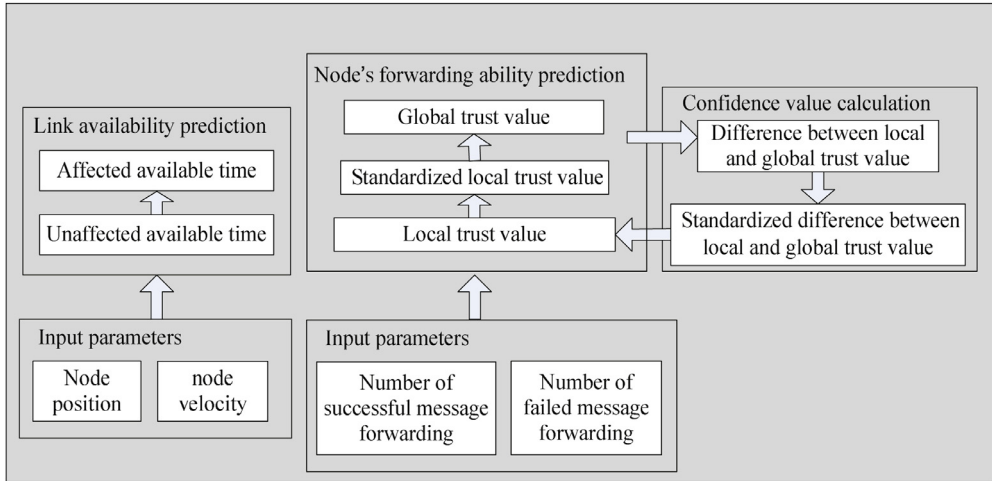 Link availability prediction
Affected available time
Unaffected available time
Input parameters
Node
position
node
velocity
Node's forwarding ability prediction
Global trust value
Standardized local trust value
Local trust value
Input parameters
Number of
successful message
forwarding
Number of
failed message
forwarding
Confidence value calculation
Difference between local
and global trust value
Standardized difference between
local and global trust value